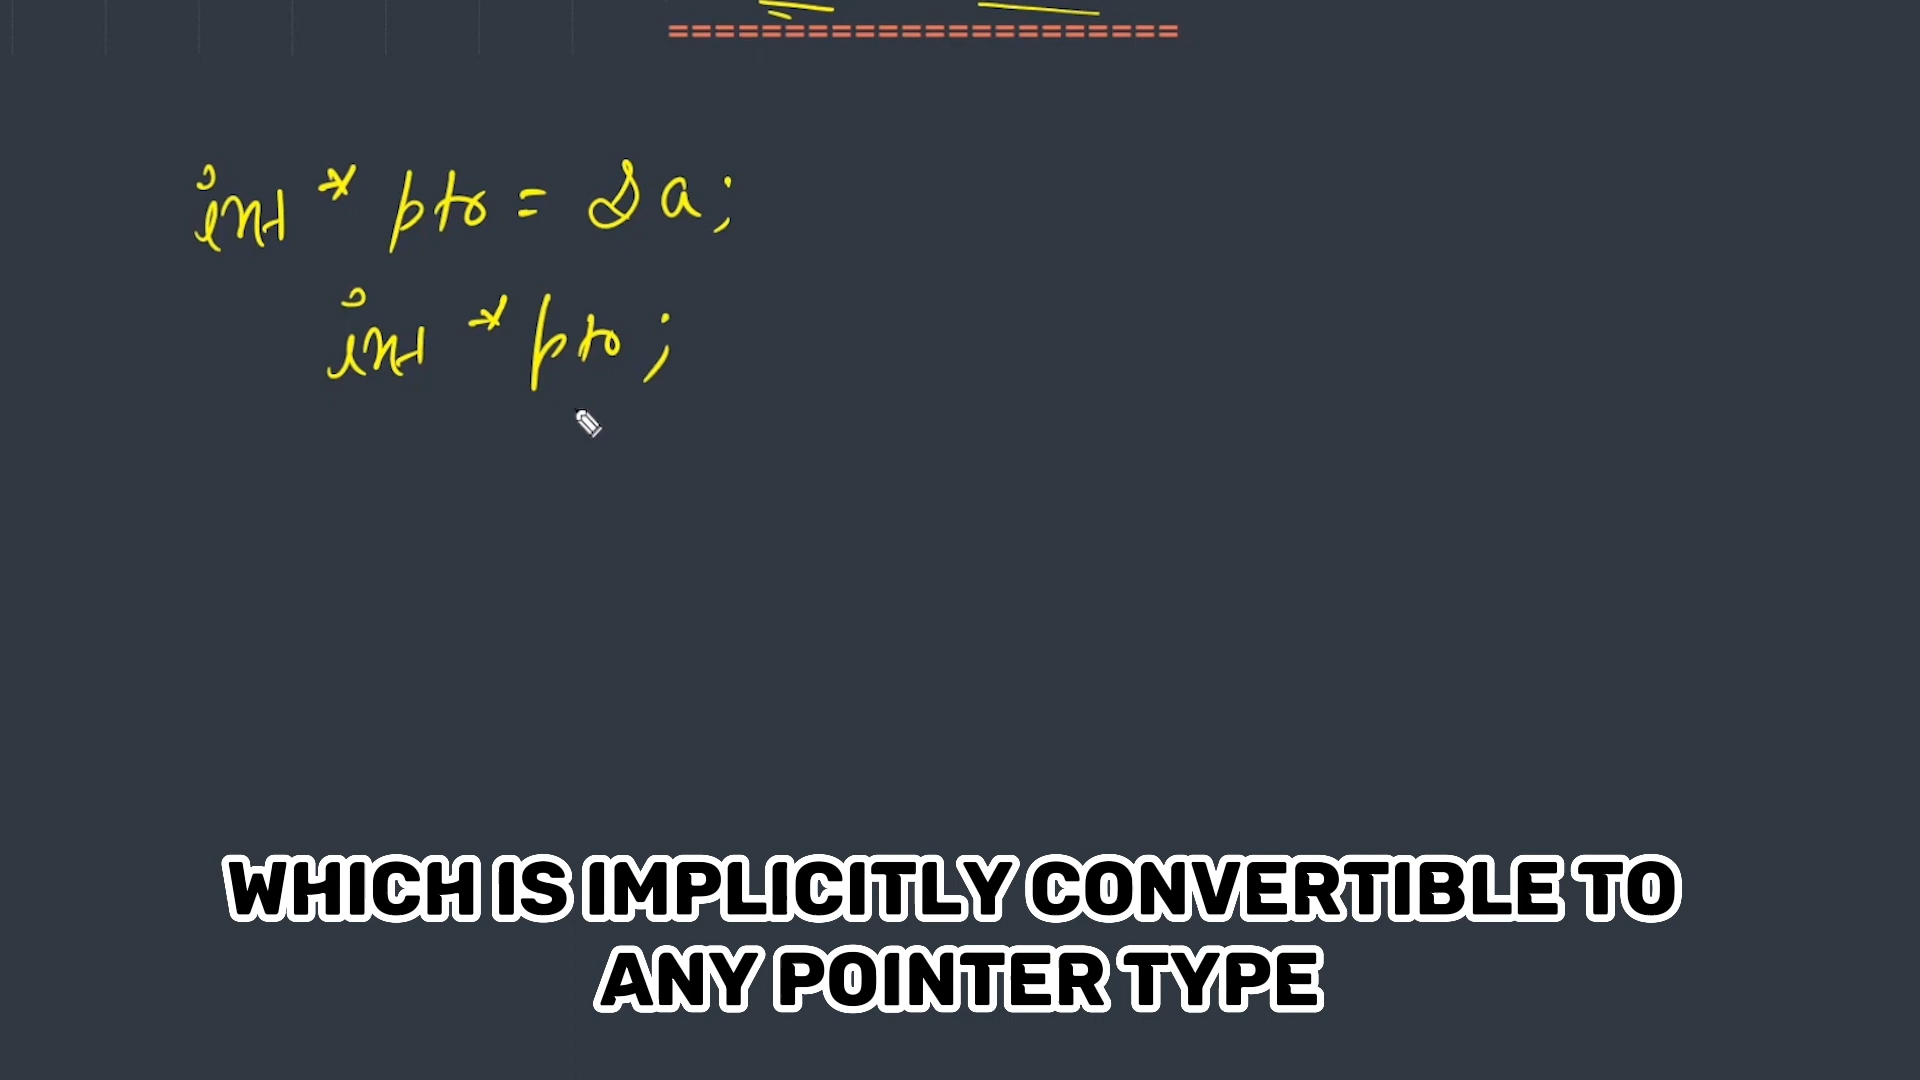 ======================
int * ptr = &a;
int * ptr;
WHICH IS IMPLICITLY CONVERTIBLE TO
ANY POINTER TYPE